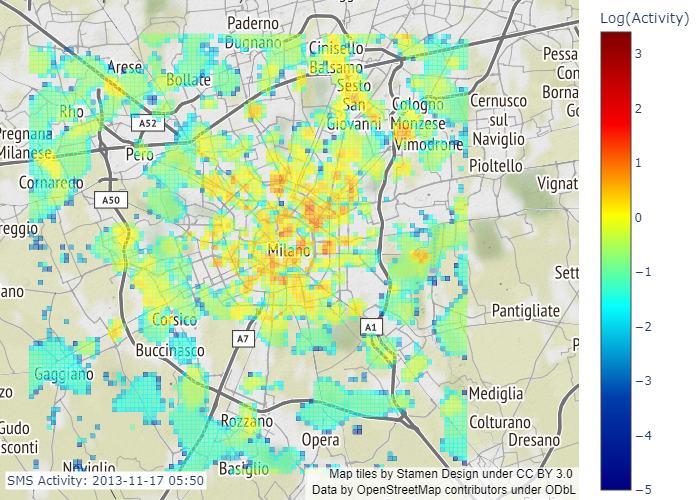 Log(Activity)
Paderno
Dugnano
Cinisello
Balsamo
Pessa
Con
Borna
Go
Arese
Bollate
Sesto
San
Giovanni
Cologno
Monzese
Cernusco
sul
Naviglio
Rho
A52
Vimodrone
Pregnana
Milanese
Pero
Pioltello
Cornaredo
Vignat
A50
reggio
Milano
Sett
ano
Pantigliate
Corsico
A1
A7
P
Buccinasco
Gaggiano
zo
Mediglia
Rozzano
Colturano
Gudo
sconti
Opera
Dresano
Noviglio
Basiglio
3
2
1
0
−1
−2
−3
−4
−5
SMS Activity: 2013-11-17 05:50
Map tiles by Stamen Design under CC BY 3.0
Data by OpenStreetMap contributors under ODbL